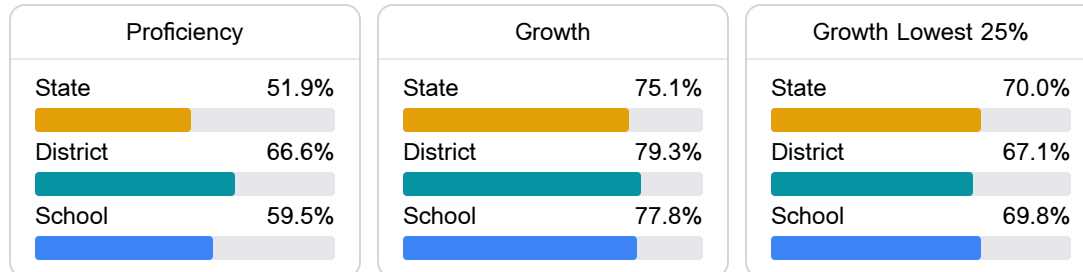 Proficiency
State 51.9%
District 66.6%
School 59.5%
Growth
State 75.1%
District 79.3%
School 77.8%
Growth Lowest 25%
State 70.0%
District 67.1%
School 69.8%